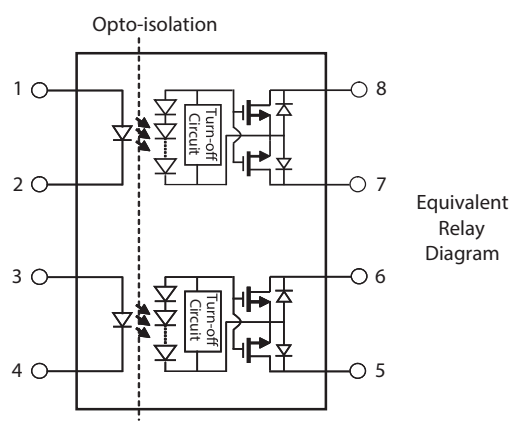 Opto-isolation
1
2
3
4
8
7
6
5
Turn-off
Circuit
Turn-off
Circuit
Equivalent
Relay
Diagram